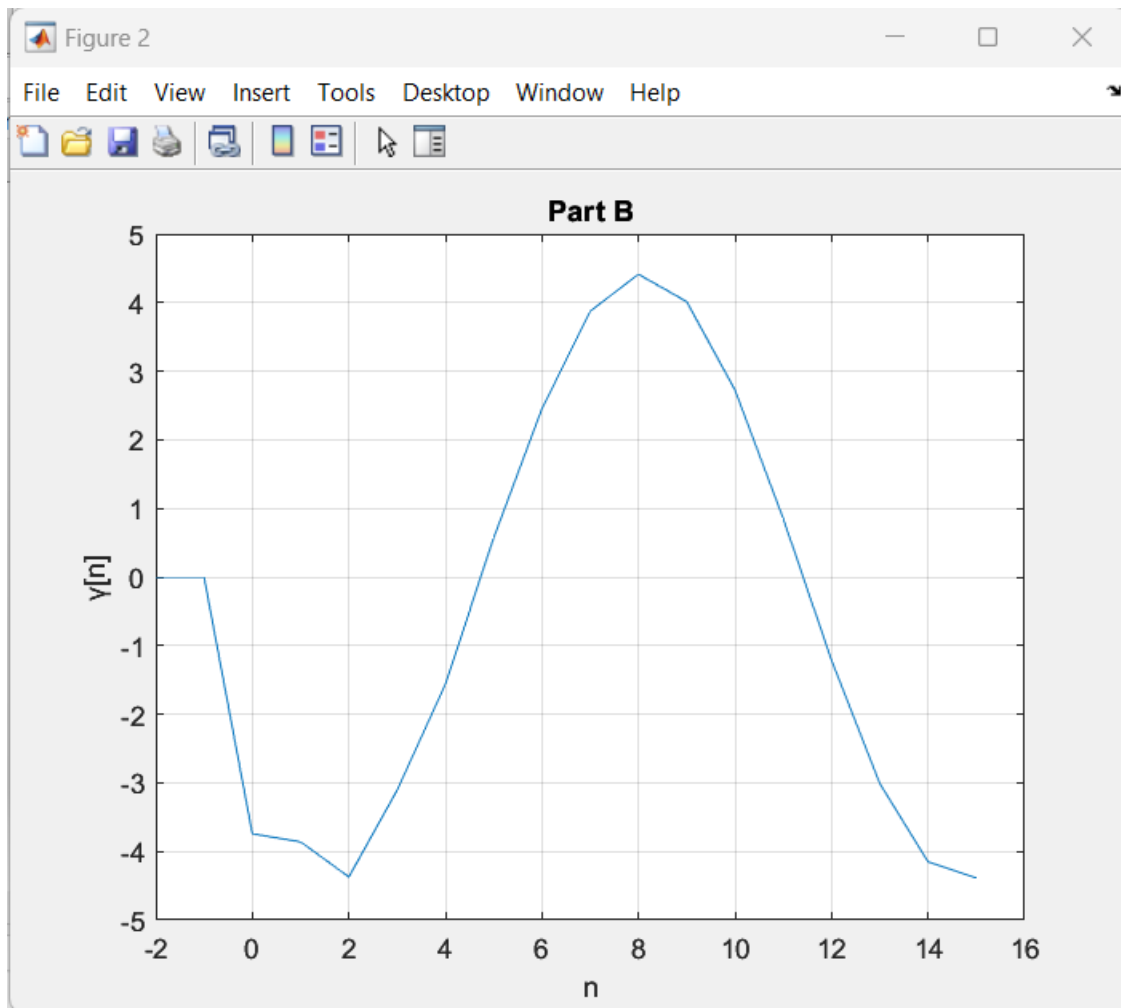 Figure 2
File Edit View Insert Tools Desktop Window Help
Part B
5
4
3
2
1
0
-1
-2
-3
-4
-5
y[n]
-2 0 2 4 6 8 10 12 14 16
n